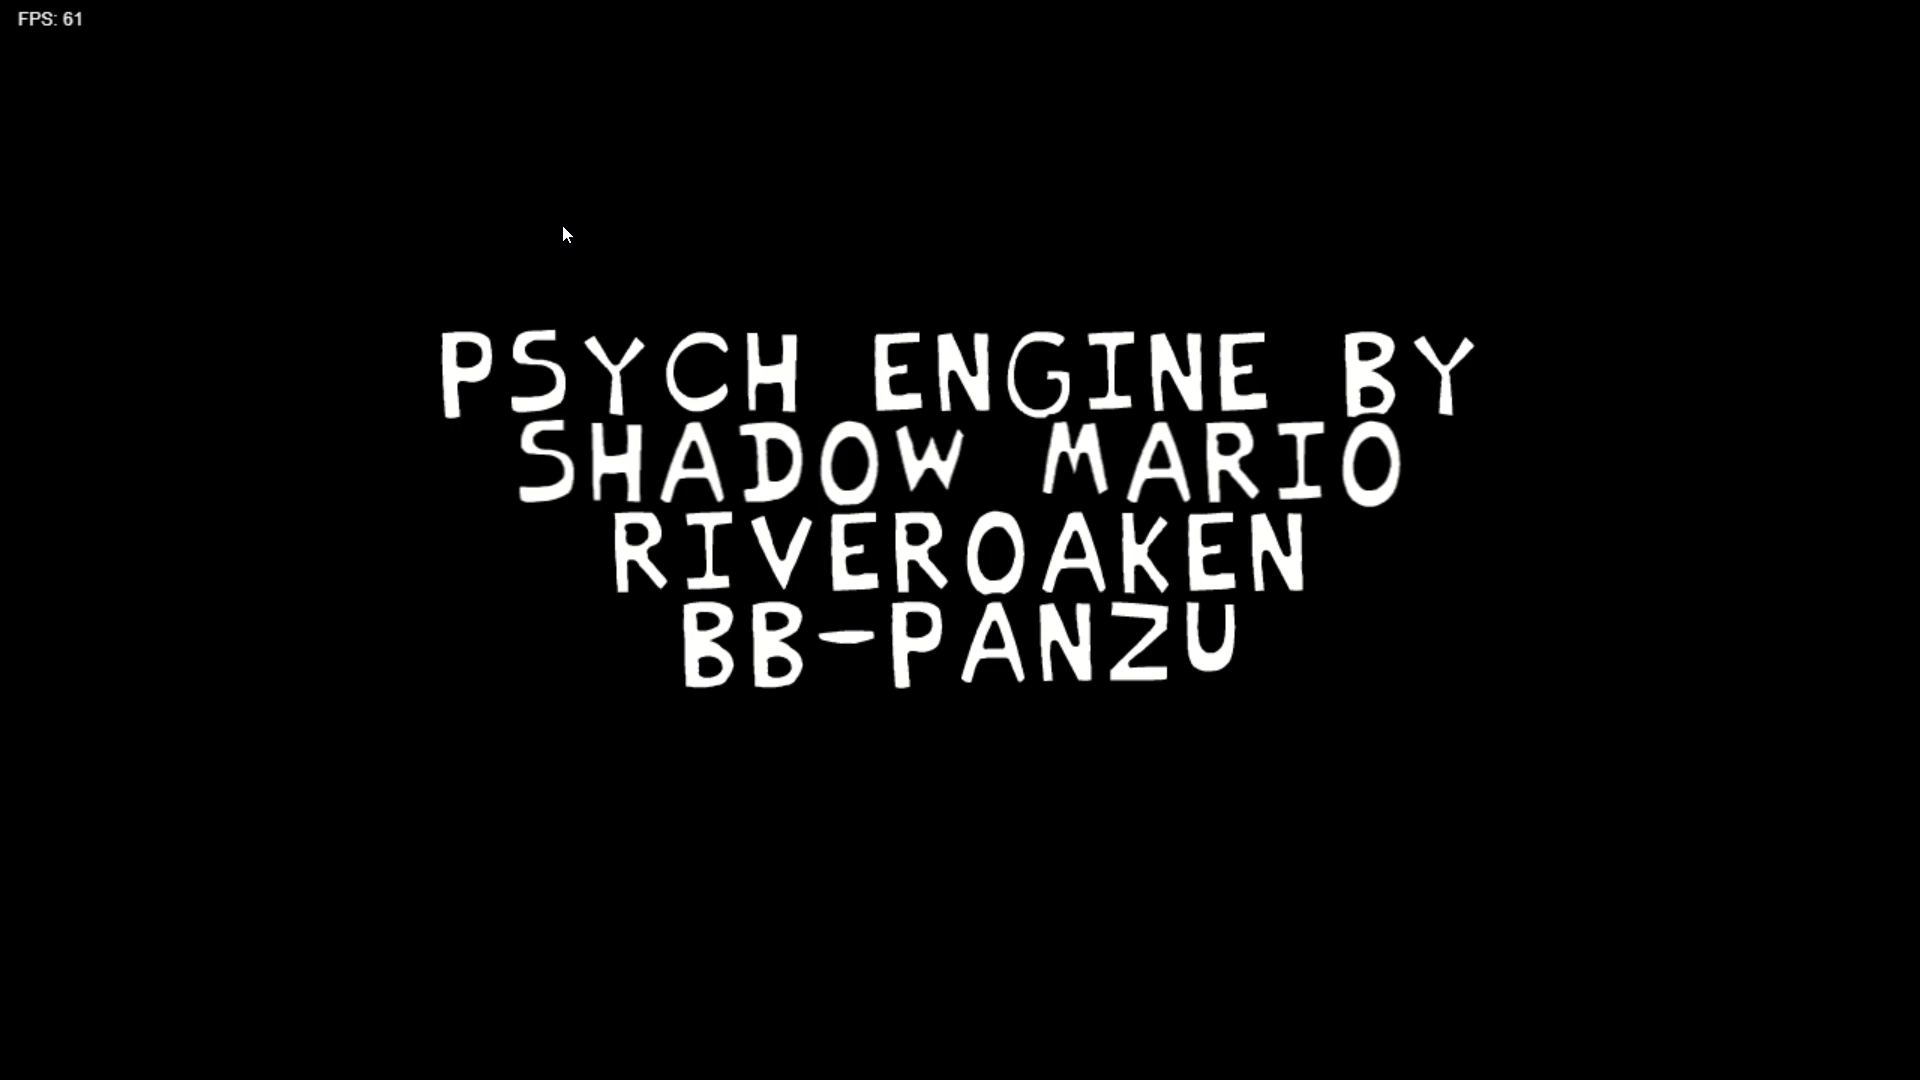 FPS: 61
PSYCH ENGINE BY
SHADOW MARIO
RIVEROAKEN
BB-PANZU